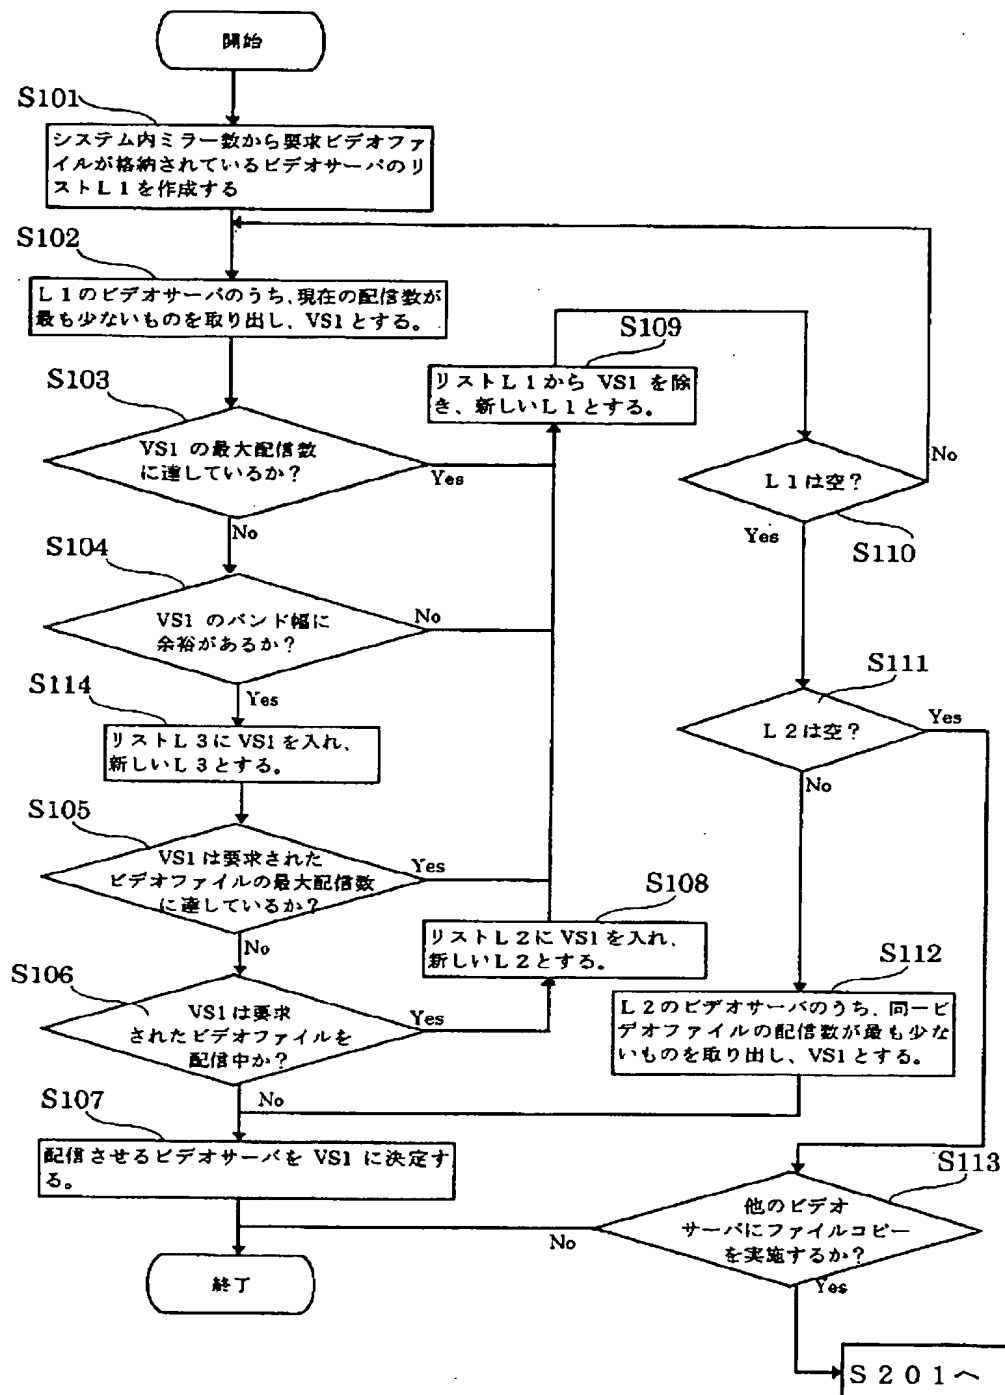 開始
S101
システム内ミラー数から要求ビデオファ
イルが格納されているビデオサーバのリ
ストL1を作成する
S102
L1のビデオサーバのうち、現在の配信数が
最も少ないものを取り出し、VS1とする。
S103
VS1 の最大配信数
に達しているか?
Yes
No
S104
VS1 のバンド幅に
余裕があるか?
No
Yes
S114
リストL3にVS1を入れ、
新しいL3とする。
S105
VS1は要求された
ビデオファイルの最大配信数
に達しているか?
Yes
No
S106
VS1は要求
されたビデオファイルを
配信中か?
Yes
No
S107
配信させるビデオサーバを VS1 に決定す
る。
終了
S108
リストL2にVS1を入れ、
新しいL2とする。
S109
リストL1から VS1 を除
き、新しいL1とする。
L1は空?
No
Yes
S110
S111
L2は空?
Yes
No
S112
L2のビデオサーバのうち、同一ビ
デオファイルの配信数が最も少な
いものを取り出し、VS1とする。
S113
他のビデオ
サーバにファイルコピー
を実施するか?
No
Yes
S201へ